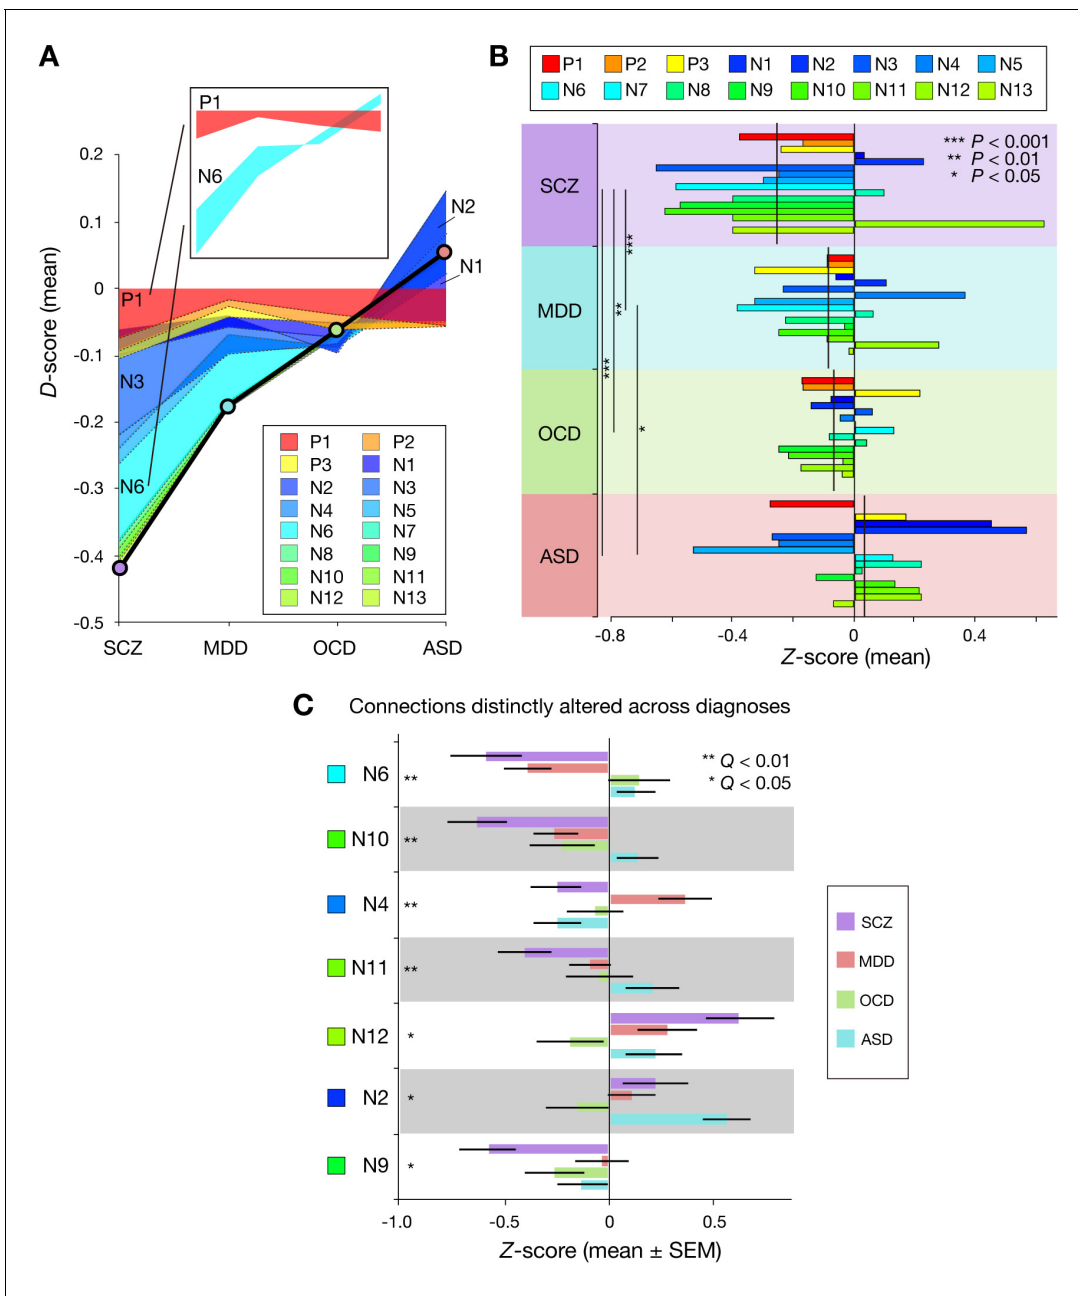 A
P1
N6
0.2
0.1
0
-0.1
-0.2
-0.3
-0.4
-0.5
D-score (mean)
P1
N3
N6
N2
N1
P1 P2
P3 N1
N2 N3
N4 N5
N6 N7
N8 N9
N10 N11
N12 N13
SCZ MDD OCD ASD
B
P1 P2 P3 N1 N2 N3 N4 N5
N6 N7 N8 N9 N10 N11 N12 N13
*** P < 0.001
** P < 0.01
* P < 0.05
SCZ
MDD
OCD
ASD
***
**
***
*
-0.8 -0.4 0 0.4
Z-score (mean)
C Connections distinctly altered across diagnoses
** Q < 0.01
* Q < 0.05
N6 **
N10 **
N4 **
N11 **
N12 *
N2 *
N9 *
SCZ
MDD
OCD
ASD
-1.0 -0.5 0 0.5
Z-score (mean ± SEM)